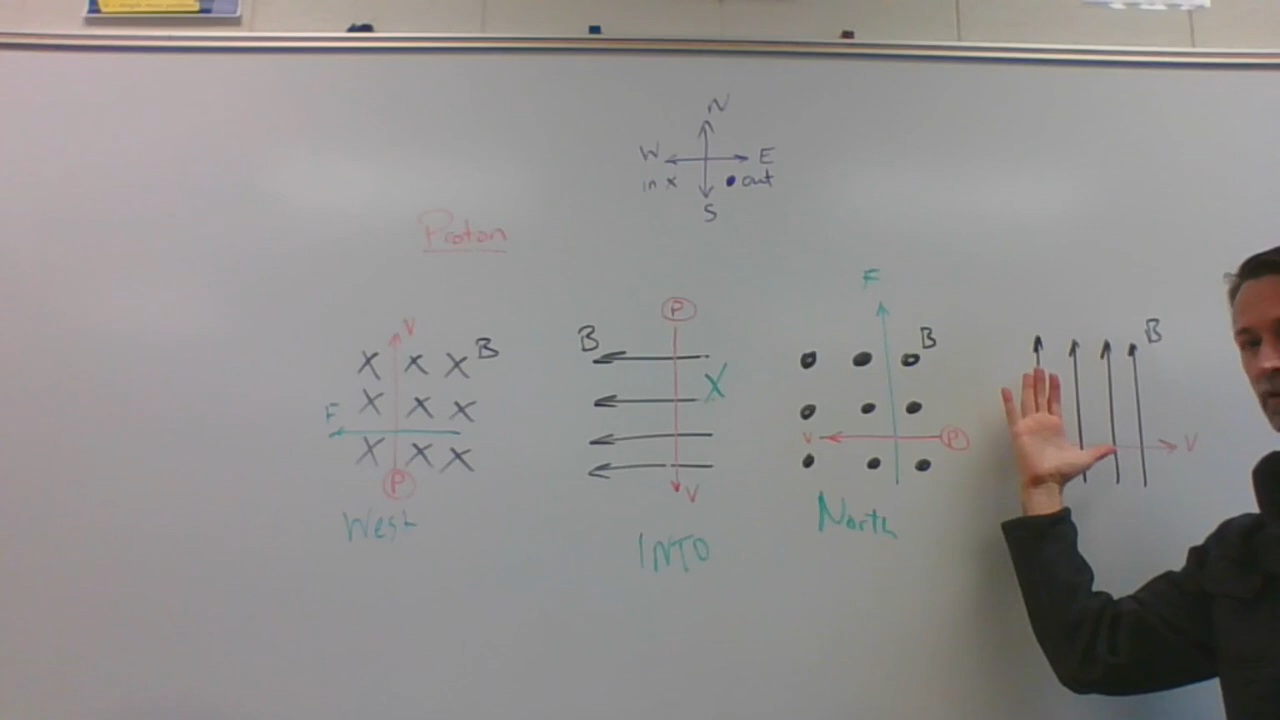 N
W E
in x • out
S
Proton
V
X X X B
X X X
F
X X X
P
West
P
B
X
V
INTO
F
B
V P
North
B
V